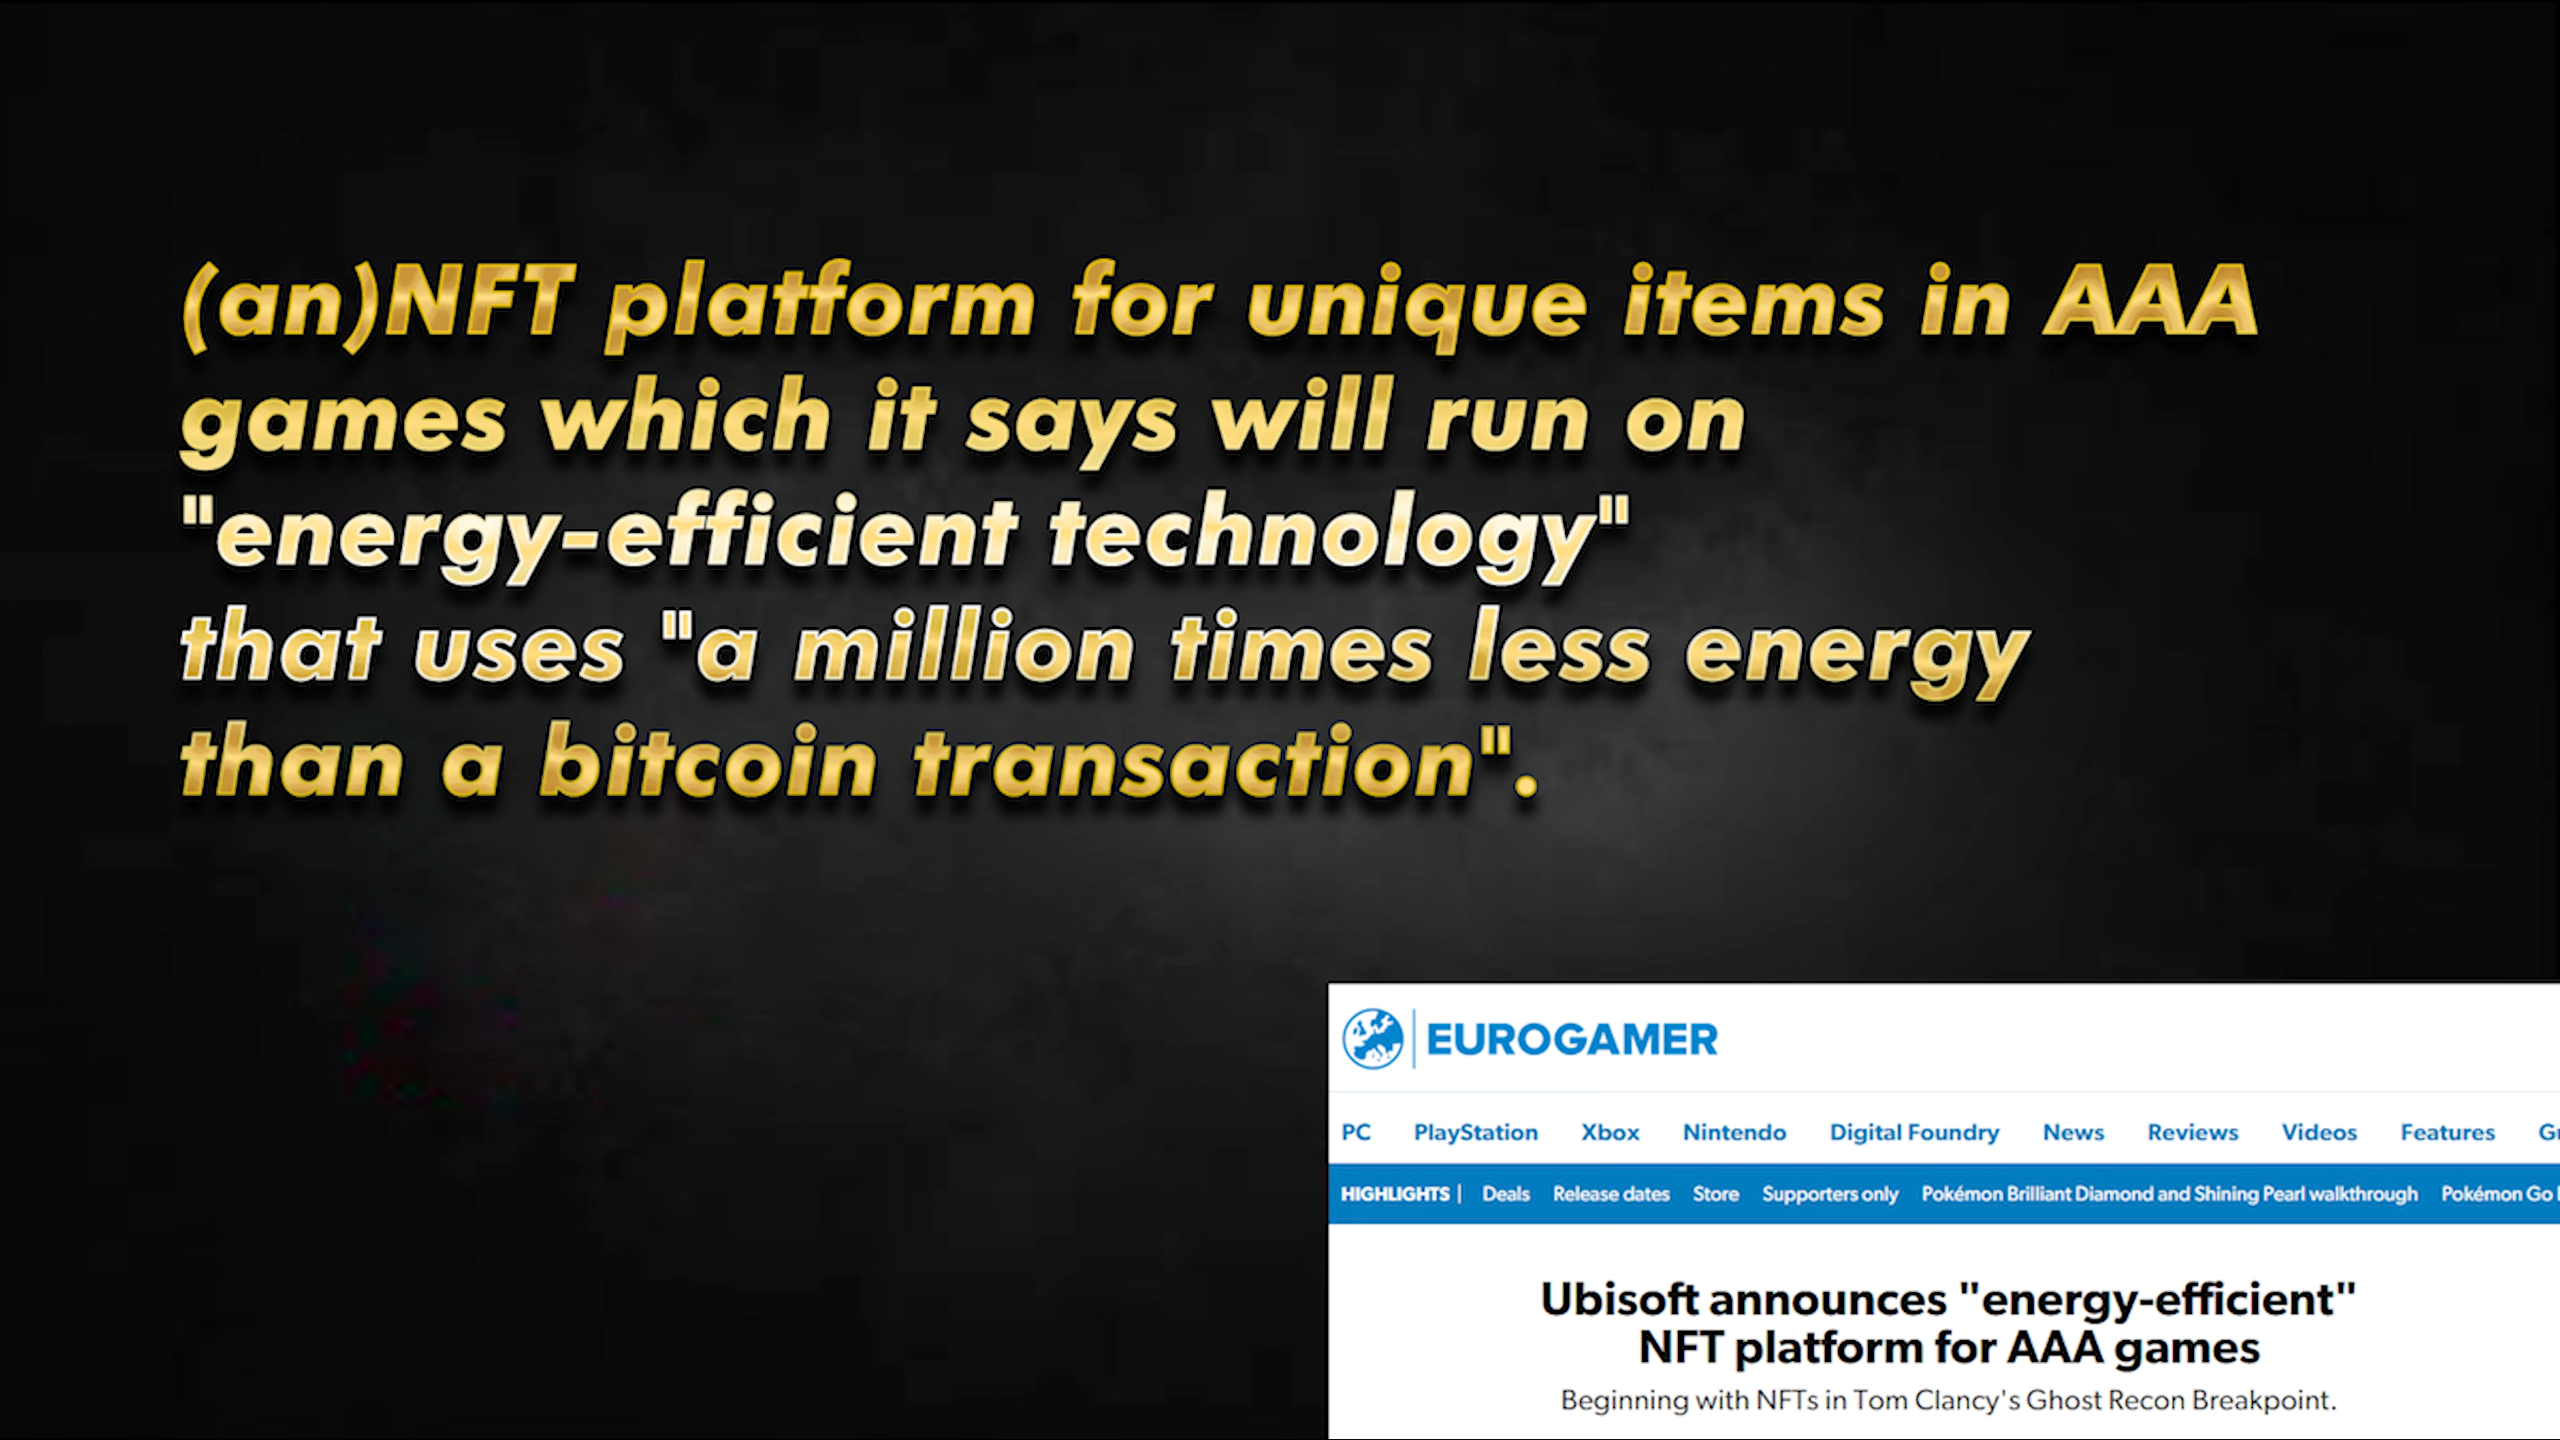 (an)NFT platform for unique items in AAA
games which it says will run on
"energy-efficient technology"
that uses "a million times less energy
than a bitcoin transaction".
EUROGAMER
PC PlayStation Xbox Nintendo Digital Foundry News Reviews Videos Features
HIGHLIGHTS | Deals Release dates Store Supporters only Pokémon Brilliant Diamond and Shining Pearl walkthrough Pokémon Go
Ubisoft announces "energy-efficient"
NFT platform for AAA games
Beginning with NFTs in Tom Clancy's Ghost Recon Breakpoint.